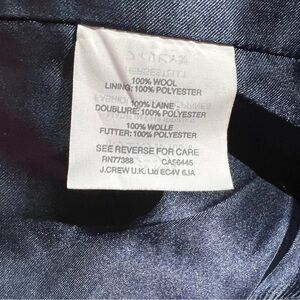 100% WOOL
LINING: 100% POLYESTER
100% LAINE
DOUBLURE: 100% POLYESTER
100% WOLLE
FUTTER: 100% POLYESTER
SEE REVERSE FOR CARE
RN77388 CA56445
J.CREW U.K. Ltd EC4V 6JA